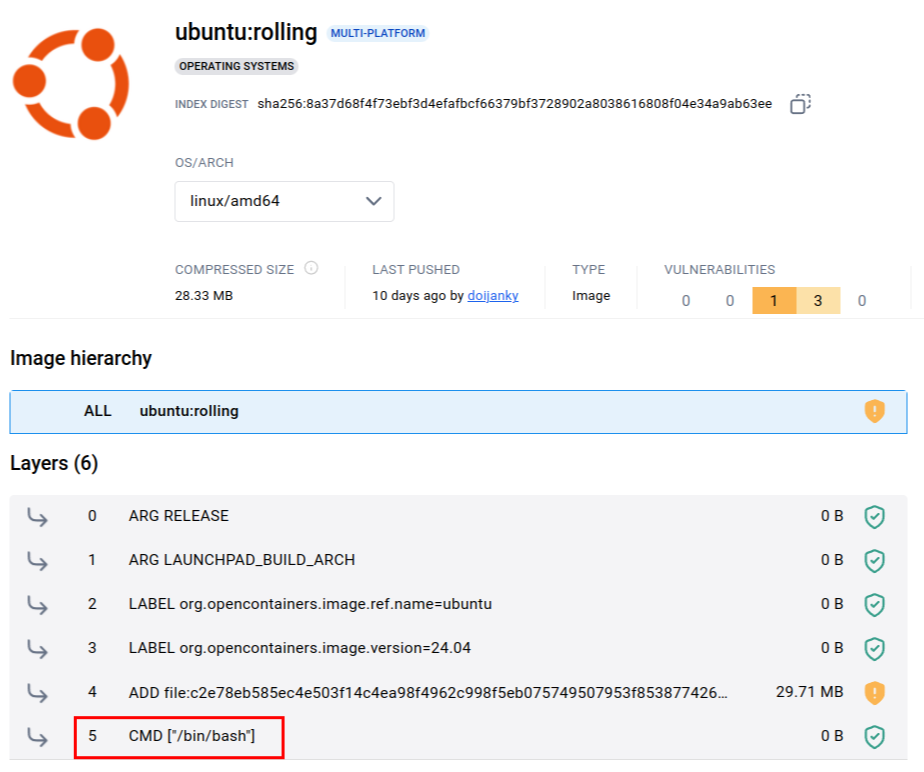 ubuntu:rolling MULTI-PLATFORM
OPERATING SYSTEMS
INDEX DIGEST sha256:8a37d68f4f73ebf3d4efafbcf66379bf3728902a8038616808f04e34a9ab63ee
OS/ARCH
linux/amd64
COMPRESSED SIZE LAST PUSHED TYPE VULNERABILITIES
28.33 MB 10 days ago by doijanky Image 0 0 1 3 0
Image hierarchy
ALL ubuntu:rolling
Layers (6)
0 ARG RELEASE 0 B
1 ARG LAUNCHPAD_BUILD_ARCH 0 B
2 LABEL org.opencontainers.image.ref.name=ubuntu 0 B
3 LABEL org.opencontainers.image.version=24.04 0 B
4 ADD file:c2e78eb585ec4e503f14c4ea98f4962c998f5eb075749507953f853877426... 29.71 MB
5 CMD ["/bin/bash"] 0 B